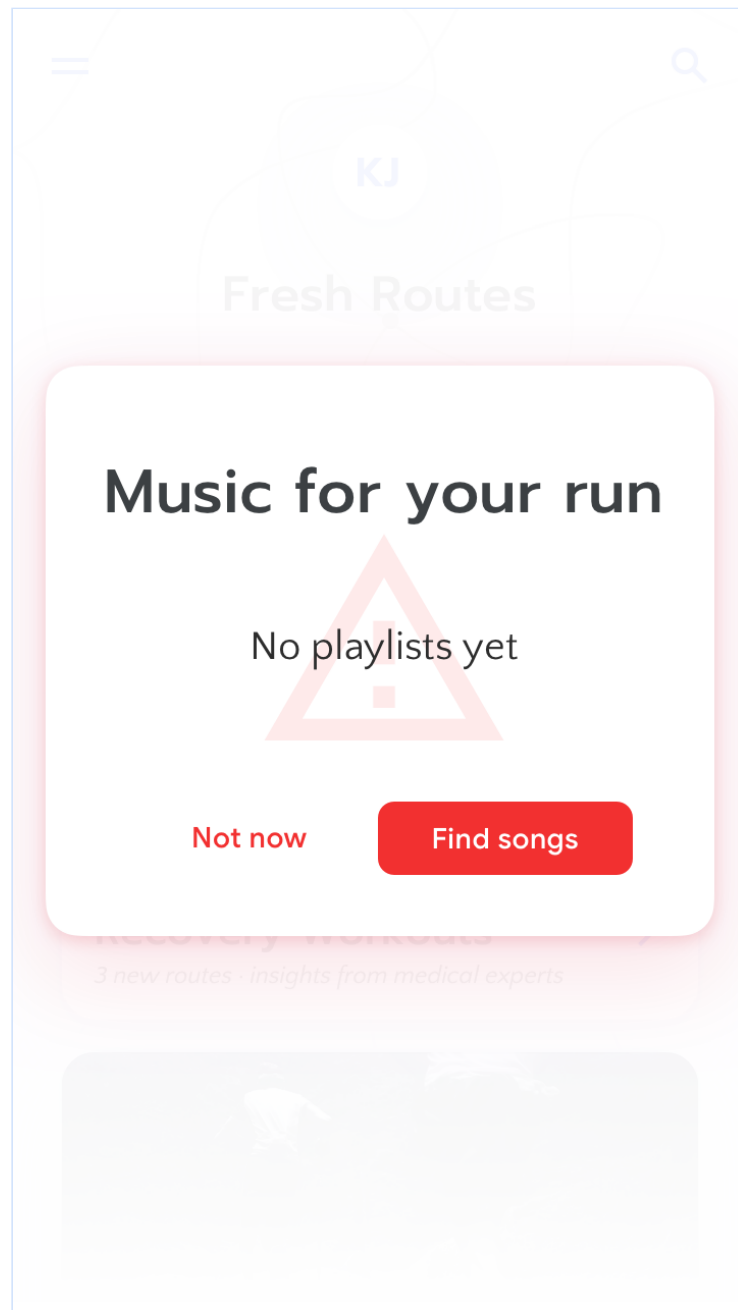 KJ
Fresh Routes
Music for your run
No playlists yet
Not now
Find songs
Recovery workouts
3 new routes · insights from medical experts